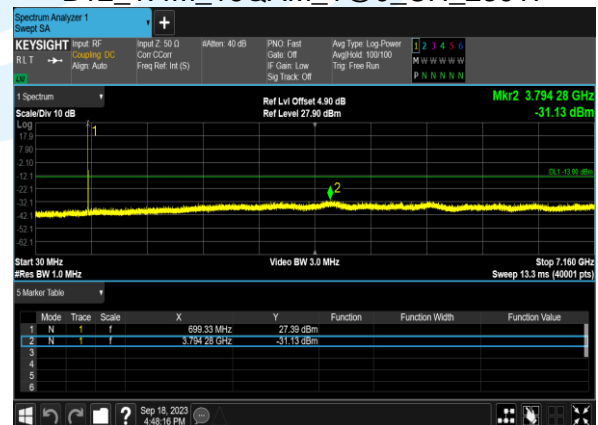 Spectrum Analyzer 1
Swept SA
KEYSIGHT
RLT
Input: RF
Coupling: DC
Align: Auto
Input Z: 50 Ω
Corr CCorr
Freq Ref: Int (S)
#Atten: 40 dB
PNO: Fast
Gate: Off
IF Gain: Low
Sig Track: Off
Avg Type: Log-Power
Avg|Hold: 100/100
Trig: Free Run
1 2 3 4 5 6
M W W W W W
P N N N N N
1 Spectrum
Scale/Div 10 dB
Ref Lvl Offset 4.90 dB
Ref Level 27.90 dBm
Mkr2 3.794 28 GHz
-31.13 dBm
Log
17.9
7.90
-2.10
-12.1
-22.1
-32.1
-42.1
-52.1
-62.1
1
2
DL1 -13.00 dBm
Start 30 MHz
#Res BW 1.0 MHz
Video BW 3.0 MHz
Stop 7.160 GHz
Sweep 13.3 ms (40001 pts)
5 Marker Table
Mode Trace Scale X Y Function Function Width Function Value
1 N 1 f 699.33 MHz 27.39 dBm
2 N 1 f 3.794 28 GHz -31.13 dBm
3
4
5
6
?
Sep 18, 2023
4:48:16 PM